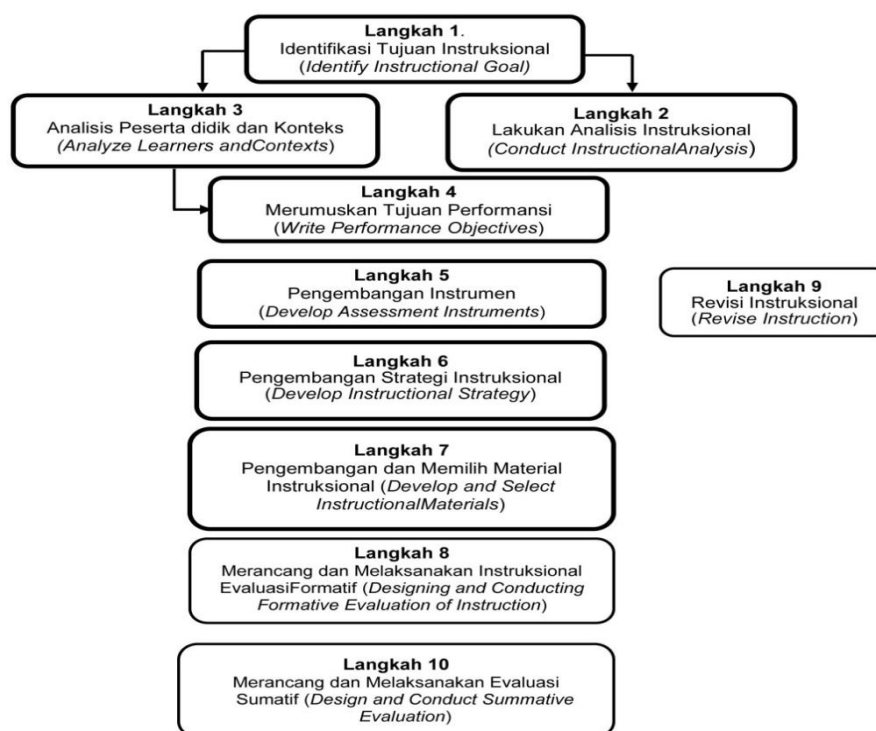 Langkah 1.
Identifikasi Tujuan Instruksional
(Identify Instructional Goal)
Langkah 3
Analisis Peserta didik dan Konteks
(Analyze Learners andContexts)
Langkah 2
Lakukan Analisis Instruksional
(Conduct InstructionalAnalysis)
Langkah 4
Merumuskan Tujuan Performansi
(Write Performance Objectives)
Langkah 5
Pengembangan Instrumen
(Develop Assessment Instruments)
Langkah 9
Revisi Instruksional
(Revise Instruction)
Langkah 6
Pengembangan Strategi Instruksional
(Develop Instructional Strategy)
Langkah 7
Pengembangan dan Memilih Material
Instruksional (Develop and Select
InstructionalMaterials)
Langkah 8
Merancang dan Melaksanakan Instruksional
EvaluasiFormatif (Designing and Conducting
Formative Evaluation of Instruction)
Langkah 10
Merancang dan Melaksanakan Evaluasi
Sumatif (Design and Conduct Summative
Evaluation)